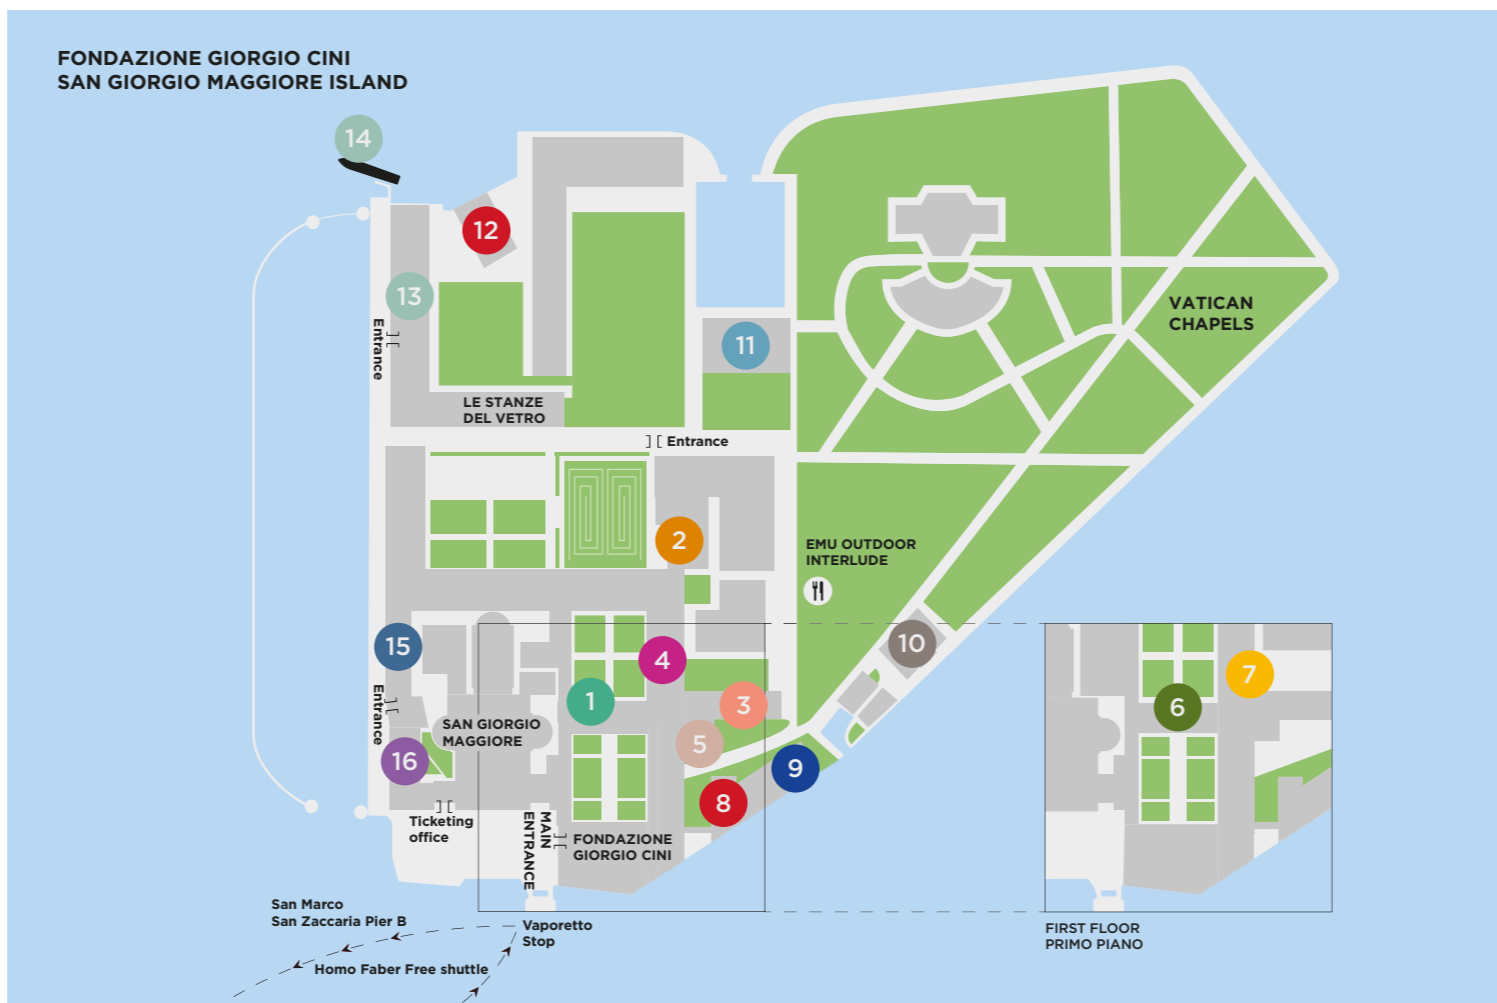 FONDAZIONE GIORGIO CINI
SAN GIORGIO MAGGIORE ISLAND
14
12
13
Entrance
11
VATICAN
CHAPELS
LE STANZE
DEL VETRO
Entrance
2
EMU OUTDOOR
INTERLUDE
15
4
10
7
1
3
6
Entrance
SAN GIORGIO
MAGGIORE
5
16
9
8
Ticketing
office
MAIN
ENTRANCE
FONDAZIONE
GIORGIO CINI
San Marco
San Zaccaria Pier B
Vaporetto
Stop
Homo Faber Free shuttle
FIRST FLOOR
PRIMO PIANO